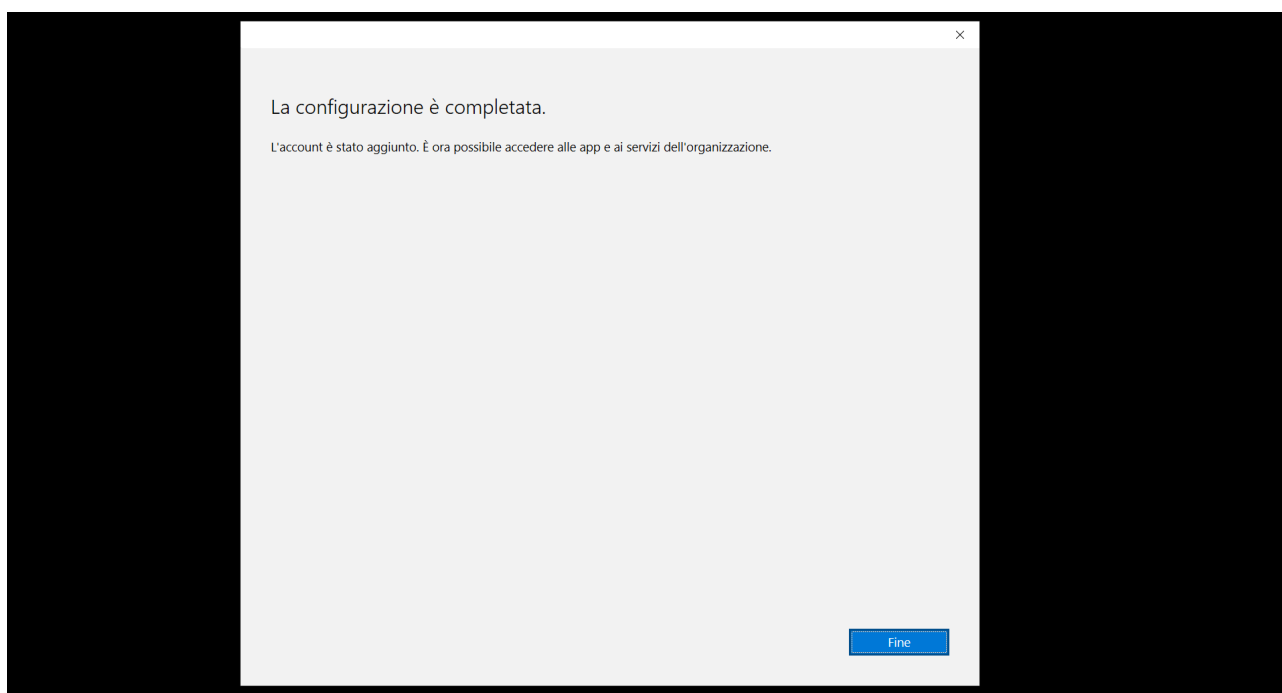 La configurazione è completata.
L'account è stato aggiunto. È ora possibile accedere alle app e ai servizi dell'organizzazione.
Fine